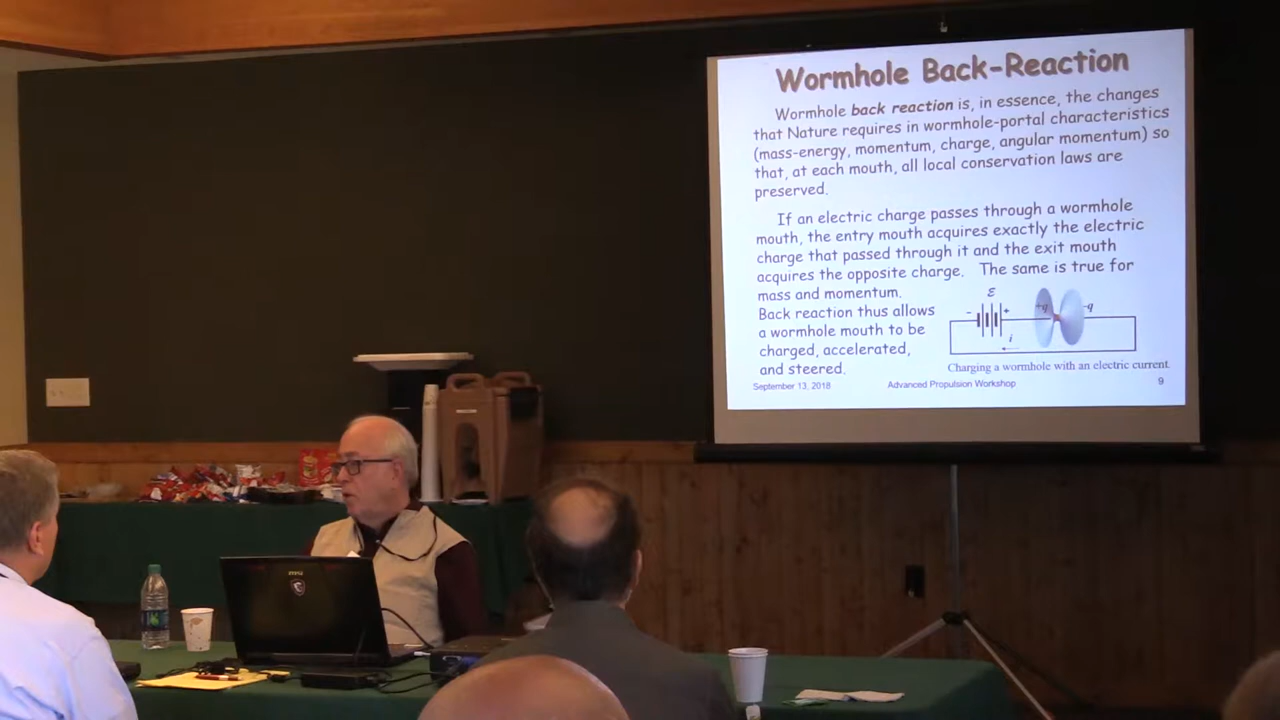 Wormhole Back-Reaction
Wormhole back reaction is, in essence, the changes
that Nature requires in wormhole-portal characteristics
(mass-energy, momentum, charge, angular momentum) so
that, at each mouth, all local conservation laws are
preserved.
If an electric charge passes through a wormhole
mouth, the entry mouth acquires exactly the electric
charge that passed through it and the exit mouth
acquires the opposite charge. The same is true for
mass and momentum.
Back reaction thus allows
a wormhole mouth to be
charged, accelerated,
and steered.
ε
- +
+q -q
i
Charging a wormhole with an electric current
September 13, 2018 Advanced Propulsion Workshop 9
msi